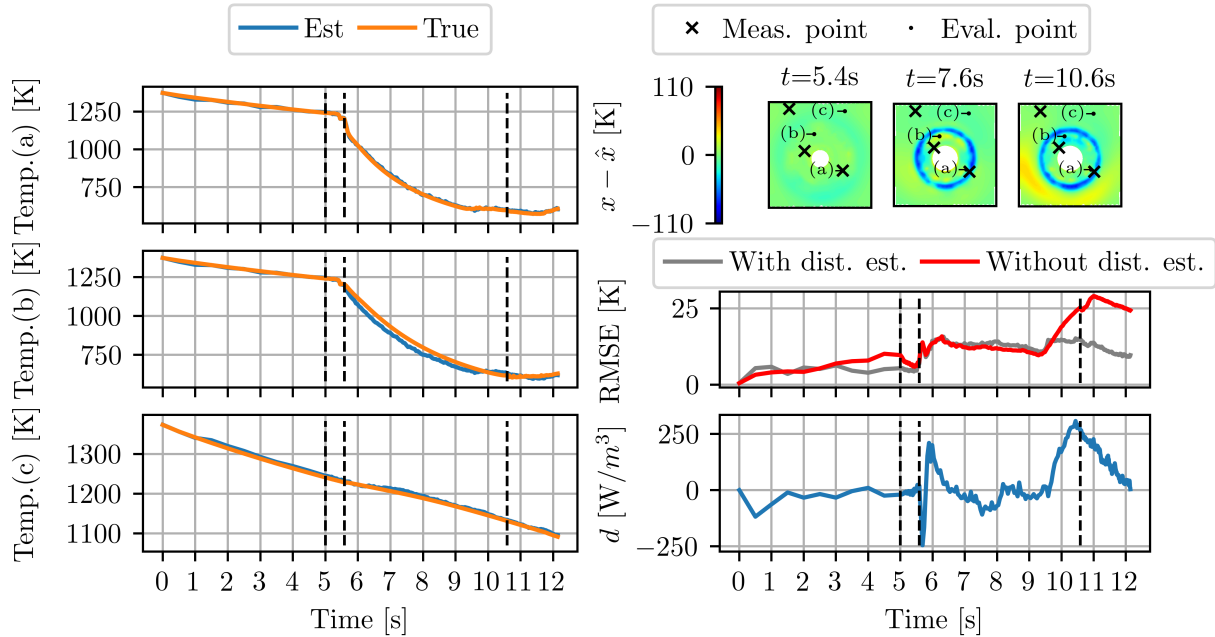 Est True
Temp.(a) [K]
1250
1000
750
Temp.(b) [K]
1250
1000
750
Temp.(c) [K]
1300
1200
1100
0 1 2 3 4 5 6 7 8 9 10 11 12
Time [s]
Meas. point Eval. point
x − x̂ [K]
110
0
−110
t=5.4s t=7.6s t=10.6s
(c) (c) (c)
(b) (b) (b)
(a) (a) (a)
With dist. est. Without dist. est.
RMSE [K]
25
0
d [W/m³]
250
0
−250
0 1 2 3 4 5 6 7 8 9 10 11 12
Time [s]